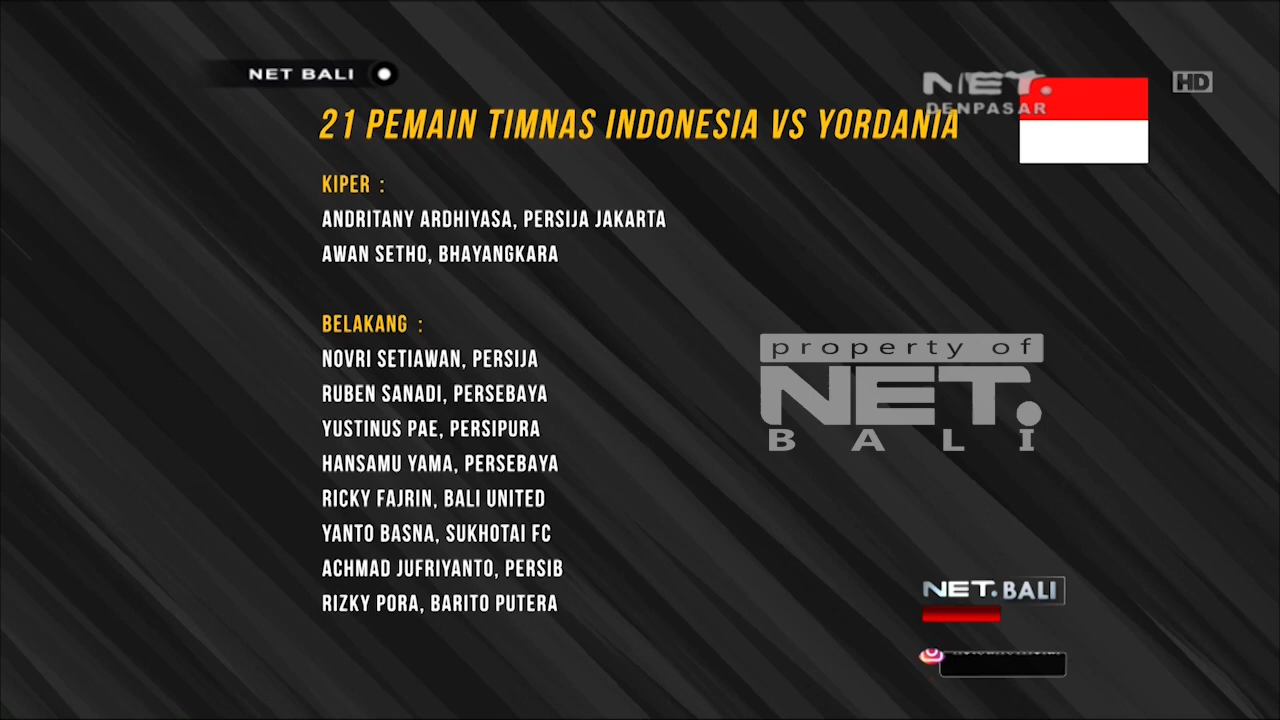 NET BALI
NET.
DENPASAR
HD
21 PEMAIN TIMNAS INDONESIA VS YORDANIA
KIPER :
ANDRITANY ARDHIYASA, PERSIJA JAKARTA
AWAN SETHO, BHAYANGKARA
BELAKANG :
NOVRI SETIAWAN, PERSIJA
RUBEN SANADI, PERSEBAYA
YUSTINUS PAE, PERSIPURA
HANSAMU YAMA, PERSEBAYA
RICKY FAJRIN, BALI UNITED
YANTO BASNA, SUKHOTAI FC
ACHMAD JUFRIYANTO, PERSIB
RIZKY PORA, BARITO PUTERA
property of
NET.
BALI
NET. BALI